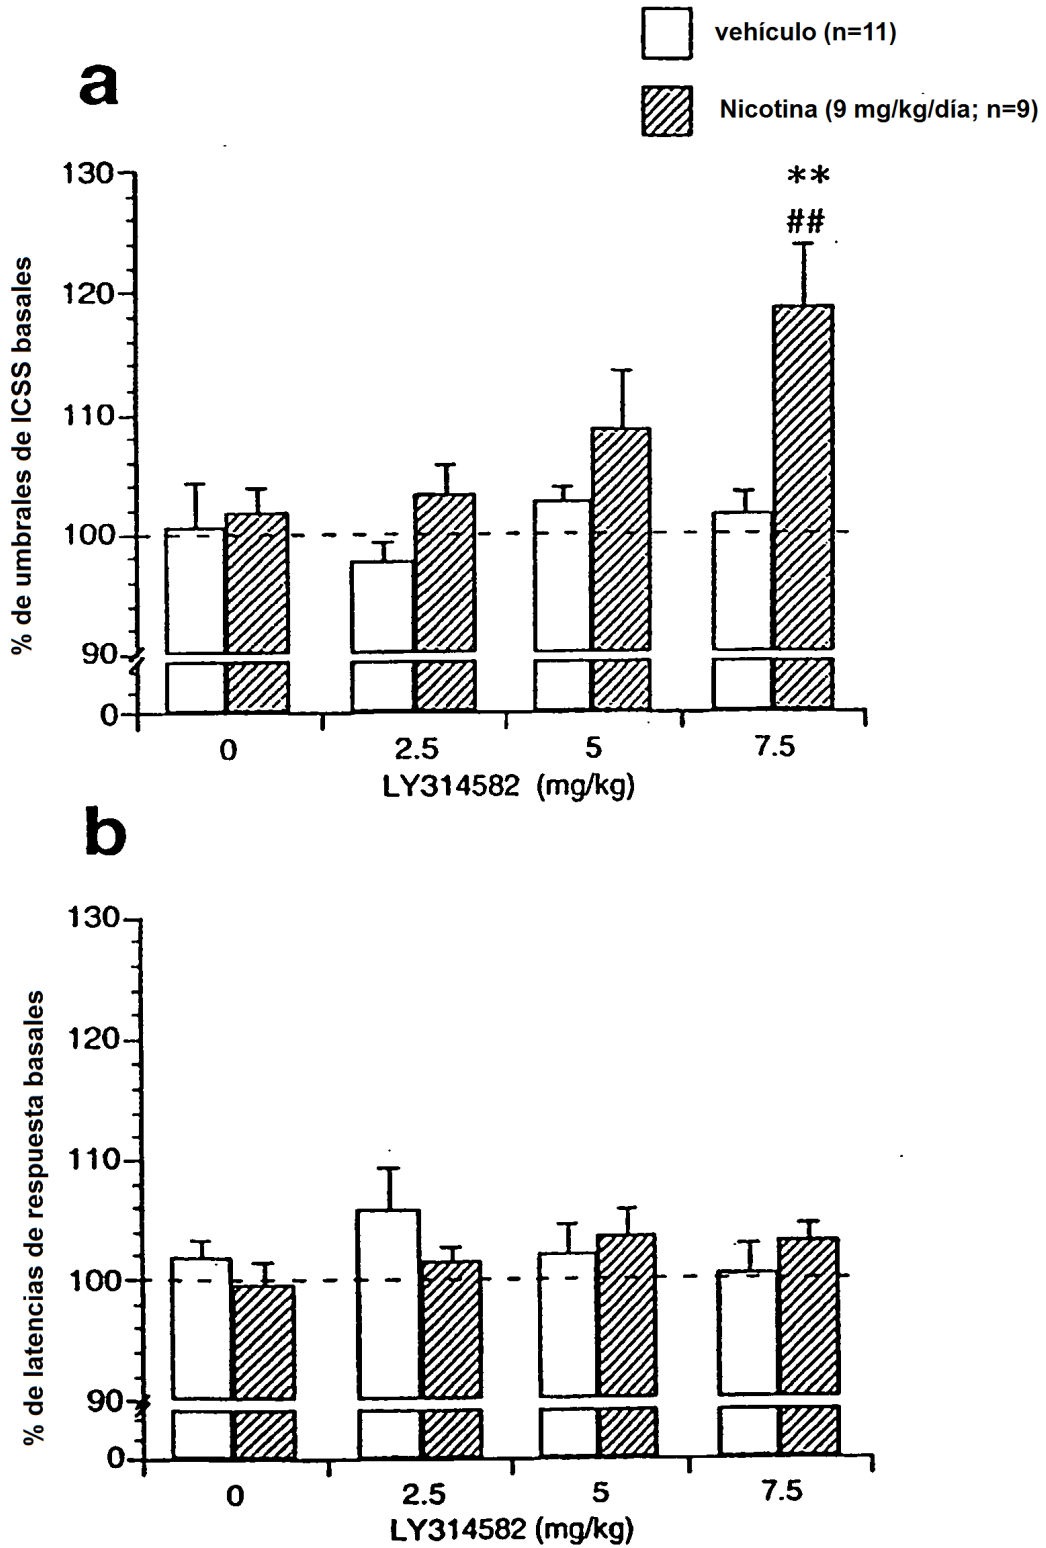 vehículo (n=11)
Nicotina (9 mg/kg/día; n=9)
a
% de umbrales de ICSS basales
130
120
110
100
90
0
**
##
0 2.5 5 7.5
LY314582 (mg/kg)
b
% de latencias de respuesta basales
130
120
110
100
90
0
0 2.5 5 7.5
LY314582 (mg/kg)